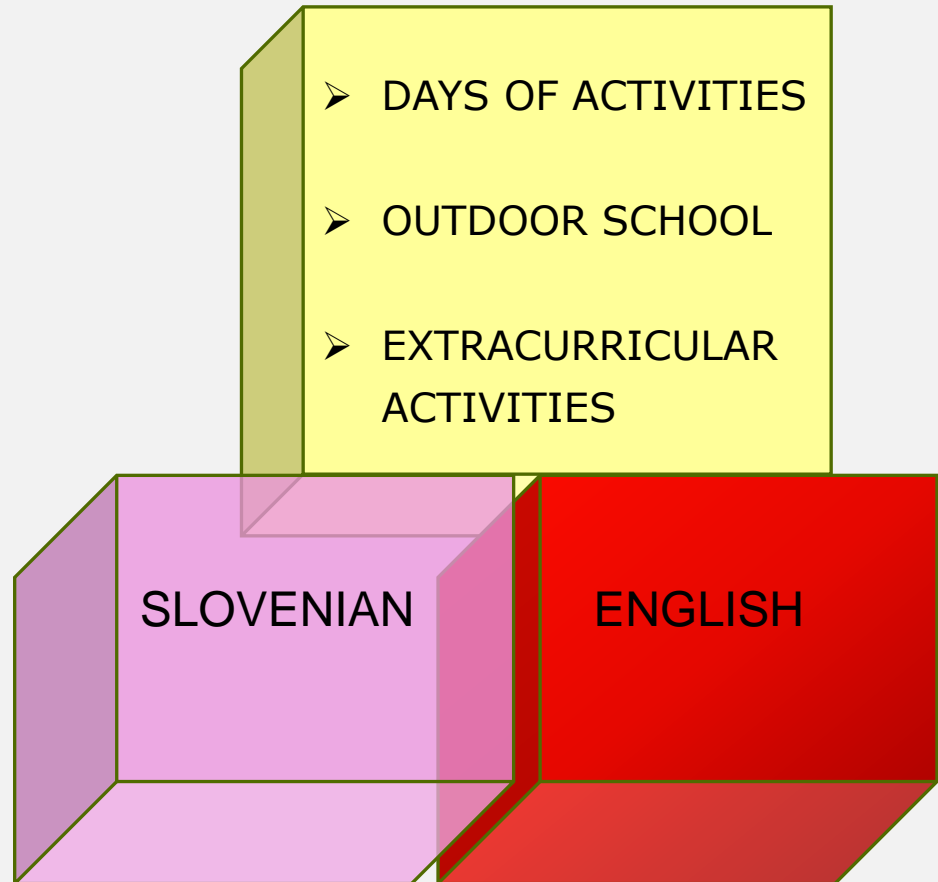 ➢ DAYS OF ACTIVITIES
➢ OUTDOOR SCHOOL
➢ EXTRACURRICULAR
ACTIVITIES
SLOVENIAN
ENGLISH